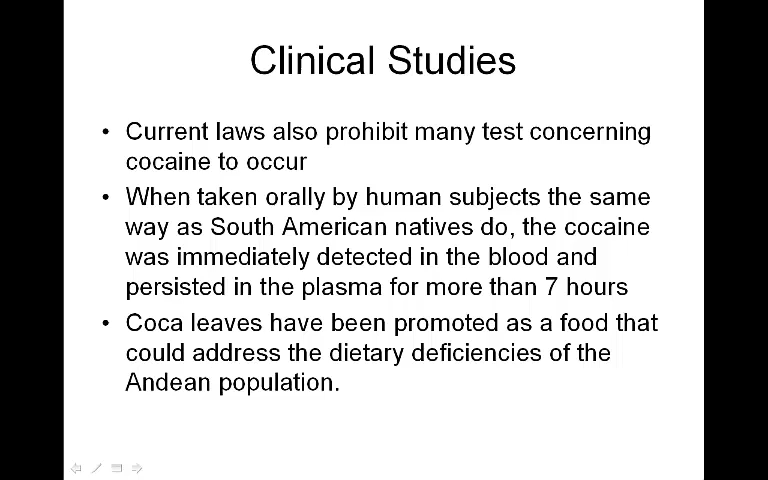 Clinical Studies
• Current laws also prohibit many test concerning
cocaine to occur
• When taken orally by human subjects the same
way as South American natives do, the cocaine
was immediately detected in the blood and
persisted in the plasma for more than 7 hours
• Coca leaves have been promoted as a food that
could address the dietary deficiencies of the
Andean population.